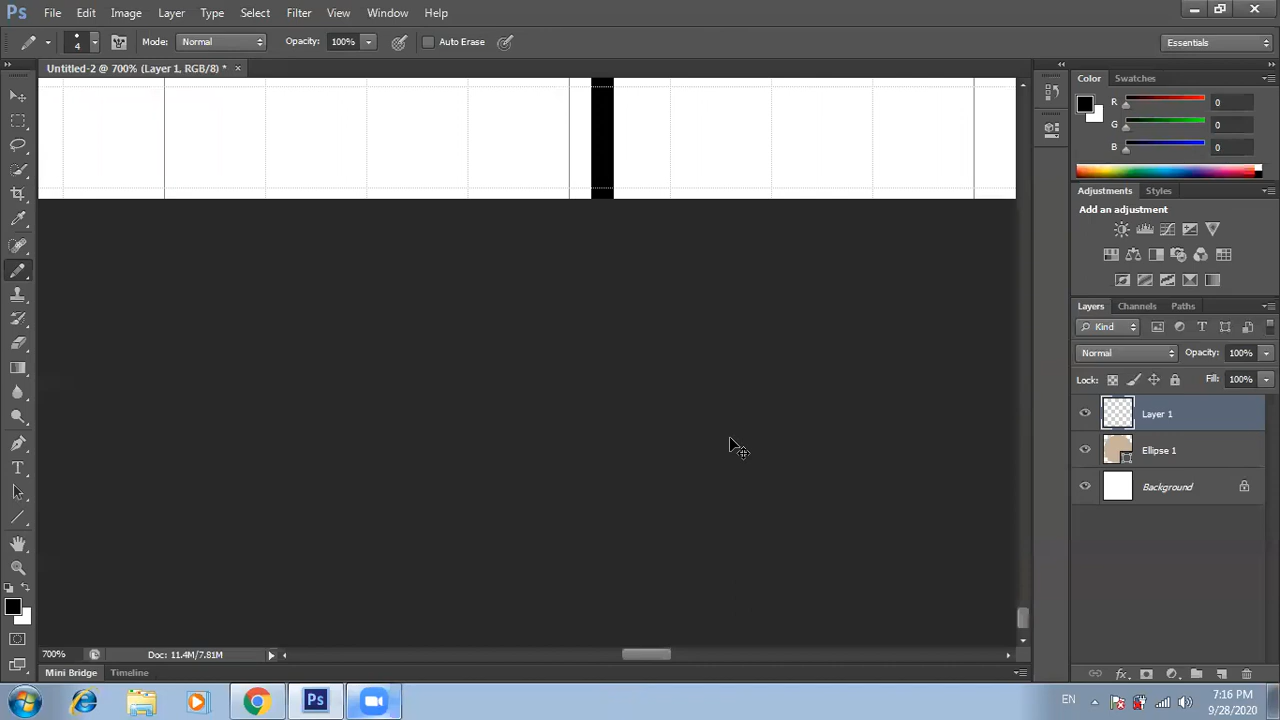 Ps File Edit Image Layer Type Select Filter View Window Help
4 Mode: Normal Opacity: 100% Auto Erase Essentials
Untitled-2 @ 700% (Layer 1, RGB/8) * ×
Color Swatches
R 0
G 0
B 0
Adjustments Styles
Add an adjustment
Layers Channels Paths
Kind
Normal Opacity: 100%
Lock: Fill: 100%
Layer 1
Ellipse 1
Background
700% Doc: 11.4M/7.81M
Mini Bridge Timeline
Ps EN 7:16 PM
9/28/2020